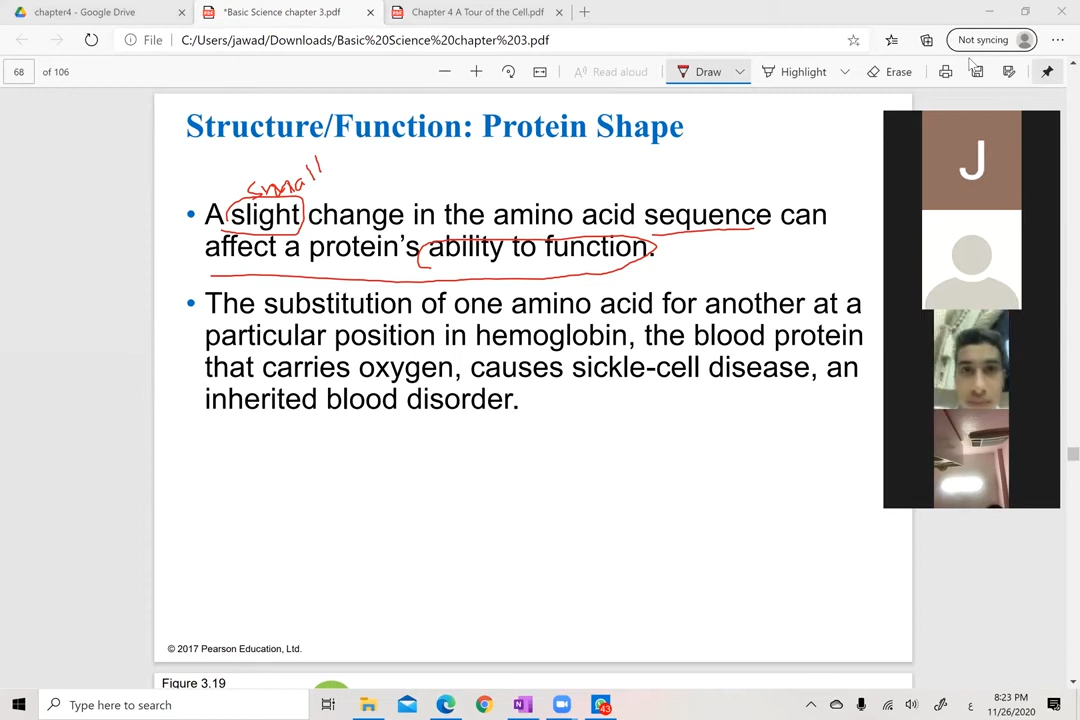 chapter4 - Google Drive
*Basic Science chapter 3.pdf
Chapter 4 A Tour of the Cell.pdf
File
C:/Users/jawad/Downloads/Basic%20Science%20chapter%203.pdf
Not syncing
68 of 106
Read aloud
Draw
Highlight
Erase
Structure/Function: Protein Shape
small
• A slight change in the amino acid sequence can
affect a protein’s ability to function.
• The substitution of one amino acid for another at a
particular position in hemoglobin, the blood protein
that carries oxygen, causes sickle-cell disease, an
inherited blood disorder.
J
© 2017 Pearson Education, Ltd.
Figure 3.19
Type here to search
43
ع
8:23 PM
11/26/2020